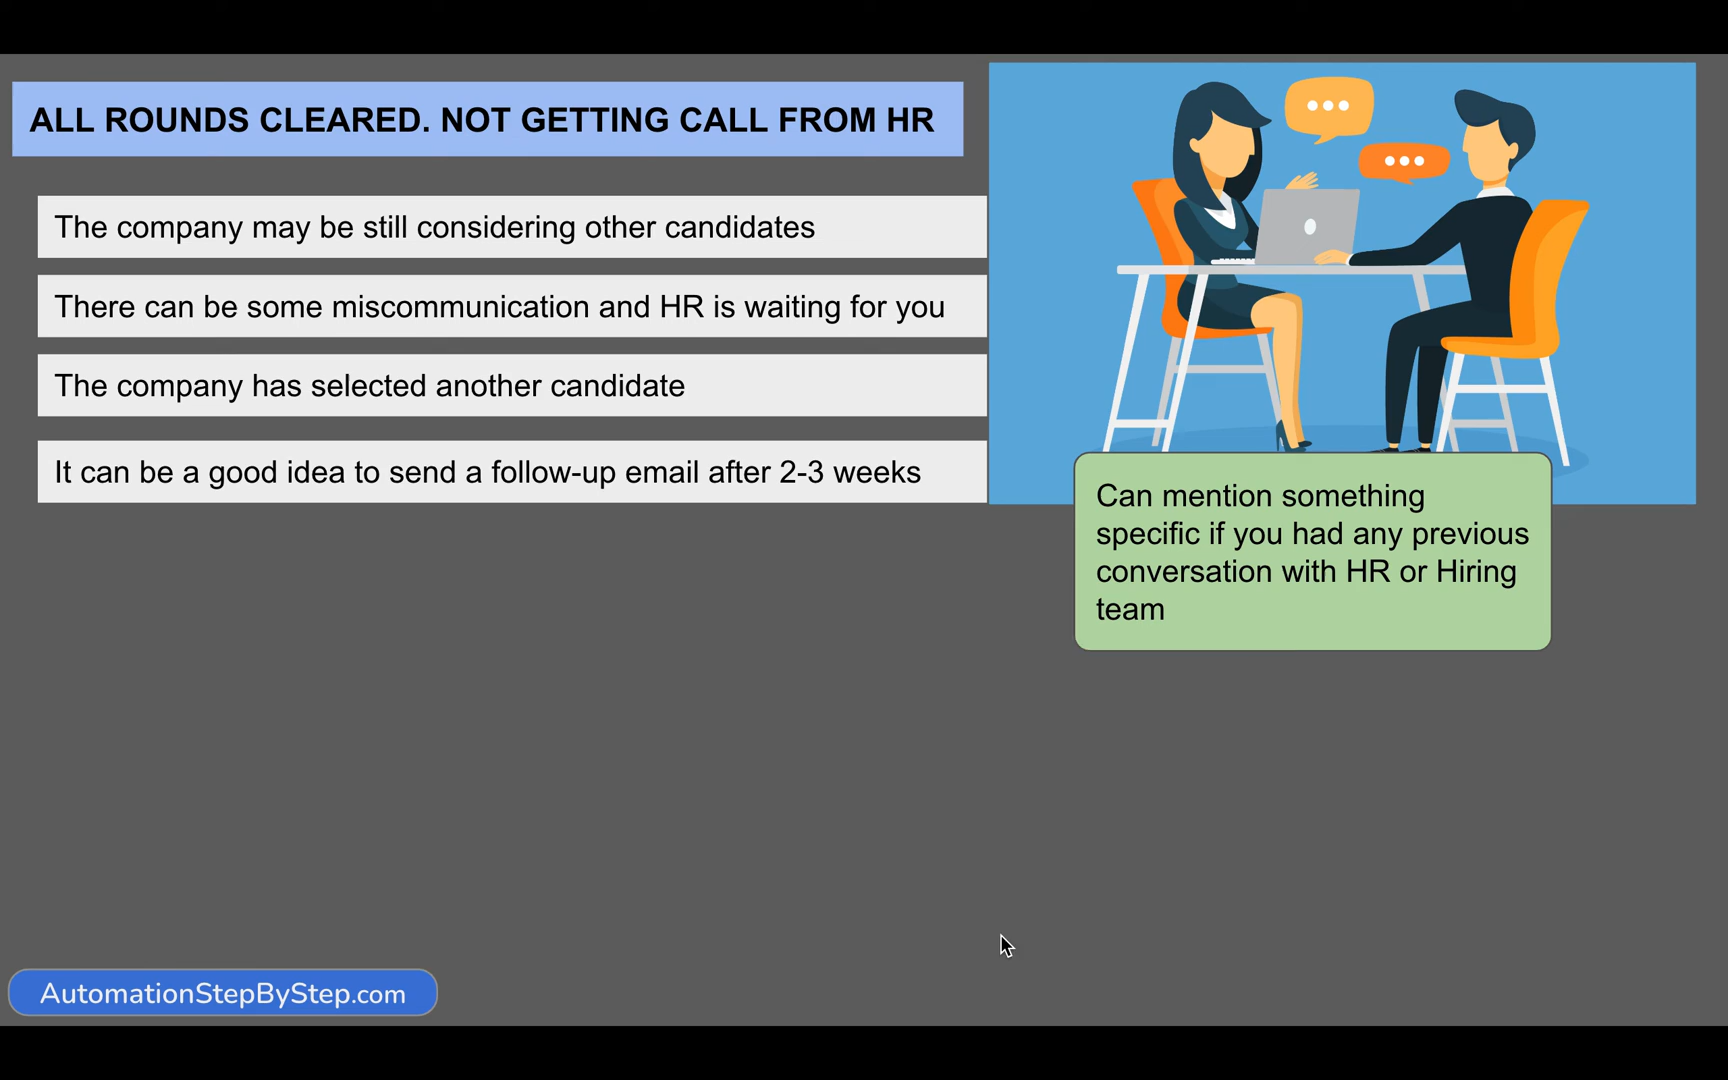 ALL ROUNDS CLEARED. NOT GETTING CALL FROM HR
The company may be still considering other candidates
There can be some miscommunication and HR is waiting for you
The company has selected another candidate
It can be a good idea to send a follow-up email after 2-3 weeks
Can mention something
specific if you had any previous
conversation with HR or Hiring
team
AutomationStepByStep.com